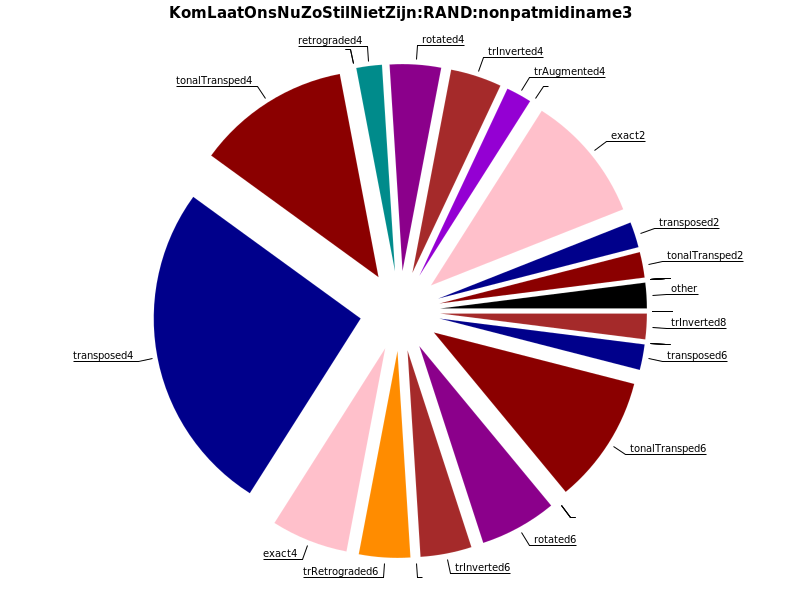 KomLaatOnsNuZoStilNietZijn:RAND:nonpatmidiname3
retrograded4
rotated4
trInverted4
trAugmented4
tonalTransped4
exact2
transposed2
tonalTransped2
other
trInverted8
transposed6
transposed4
tonalTransped6
rotated6
exact4
trInverted6
trRetrograded6